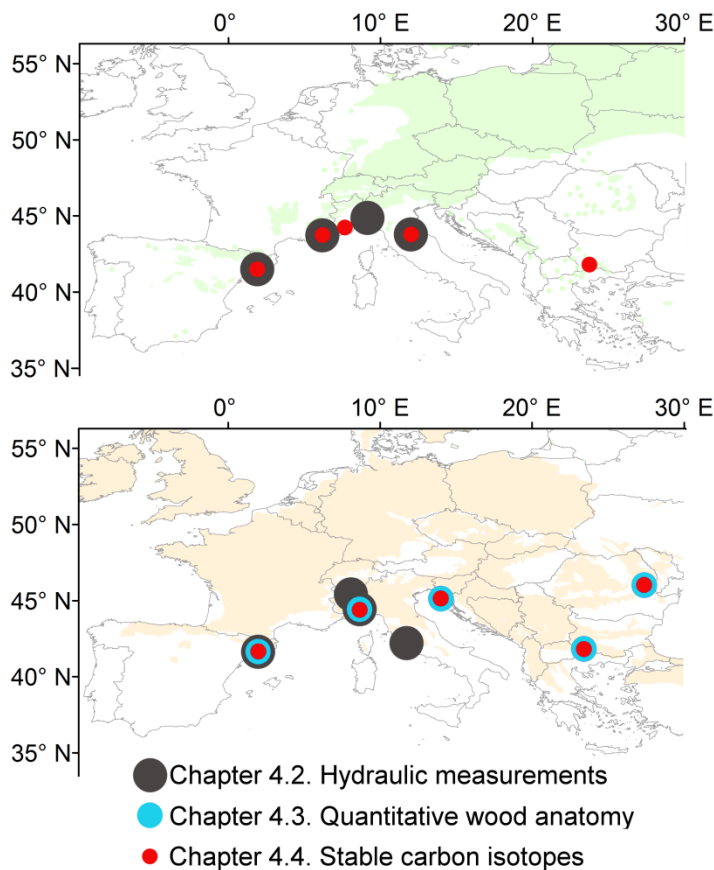 0° 10° E 20° E 30° E
55° N
50° N
45° N
40° N
35° N
0° 10° E 20° E 30° E
55° N
50° N
45° N
40° N
35° N
Chapter 4.2. Hydraulic measurements
Chapter 4.3. Quantitative wood anatomy
Chapter 4.4. Stable carbon isotopes